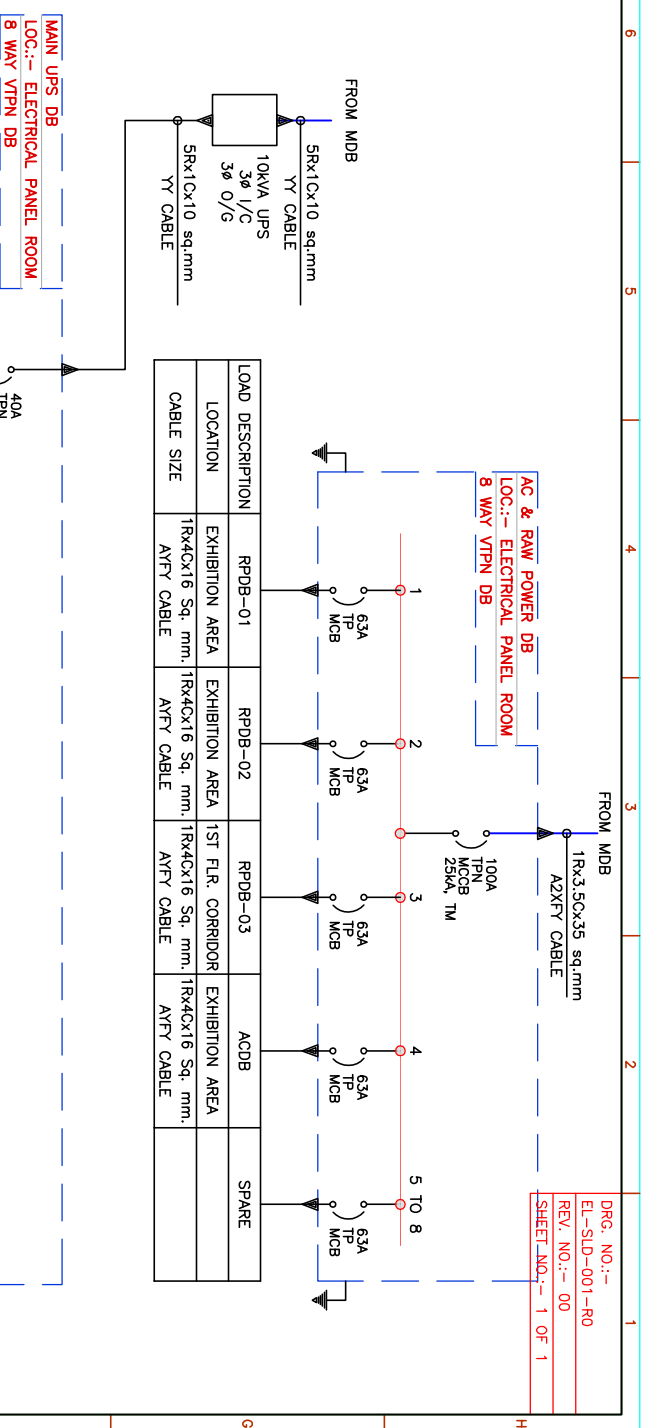 6
5
4
3
2
1
H
G
DRG. NO.:-
EL-SLD-001-R0
REV. NO.:- 00
SHEET NO.:- 1 OF 1
FROM MDB
5Rx1Cx10 sq.mm
YY CABLE
10kVA UPS
3ø I/C
3ø O/G
5Rx1Cx10 sq.mm
YY CABLE
MAIN UPS DB
LOC.:- ELECTRICAL PANEL ROOM
8 WAY VTPN DB
40A
TPN
FROM MDB
1Rx3.5Cx35 sq.mm
A2XFY CABLE
AC & RAW POWER DB
LOC.:- ELECTRICAL PANEL ROOM
8 WAY VTPN DB
100A
TPN
MCCB
25kA, TM
1
2
3
4
5 TO 8
63A
TP
MCB
63A
TP
MCB
63A
TP
MCB
63A
TP
MCB
63A
TP
MCB
LOAD DESCRIPTION RPDB-01 RPDB-02 RPDB-03 ACDB SPARE
LOCATION EXHIBITION AREA EXHIBITION AREA 1ST FLR. CORRIDOR EXHIBITION AREA
CABLE SIZE 1Rx4Cx16 Sq. mm. 1Rx4Cx16 Sq. mm. 1Rx4Cx16 Sq. mm. 1Rx4Cx16 Sq. mm.
AYFY CABLE AYFY CABLE AYFY CABLE AYFY CABLE